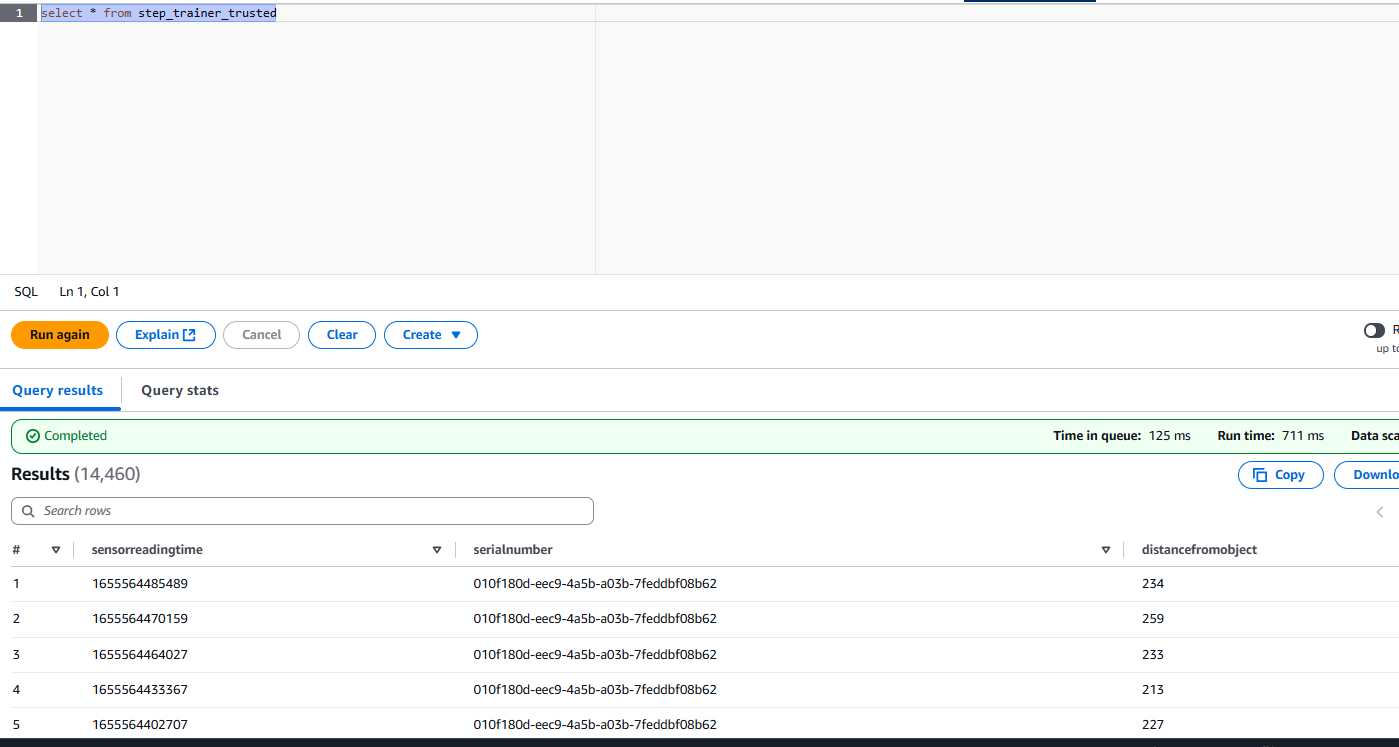 1 select * from step_trainer_trusted
SQL Ln 1, Col 1
Run again Explain Cancel Clear Create R
up to
Query results Query stats
Completed Time in queue: 125 ms Run time: 711 ms Data sca
Results (14,460) Copy Downlo
Search rows
# sensorreadingtime serialnumber distancefromobject
1 1655564485489 010f180d-eec9-4a5b-a03b-7feddbf08b62 234
2 1655564470159 010f180d-eec9-4a5b-a03b-7feddbf08b62 259
3 1655564464027 010f180d-eec9-4a5b-a03b-7feddbf08b62 233
4 1655564433367 010f180d-eec9-4a5b-a03b-7feddbf08b62 213
5 1655564402707 010f180d-eec9-4a5b-a03b-7feddbf08b62 227